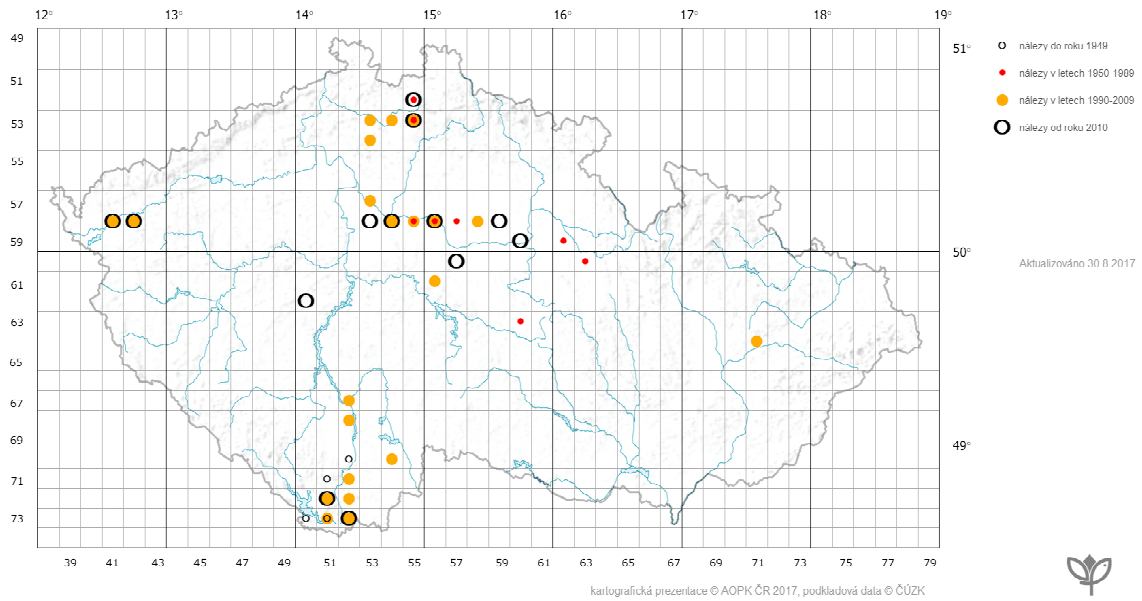 12° 13° 14° 15° 16° 17° 18° 19°
49
51
53
55
57
59
61
63
65
67
69
71
73
51°
50°
49°
39 41 43 45 47 49 51 53 55 57 59 61 63 65 67 69 71 73 75 77 79
nálezy do roku 1949
nálezy v letech 1950-1989
nálezy v letech 1990-2009
nálezy od roku 2010
Aktualizováno 30.8.2017
kartografická prezentace © AOPK ČR 2017, podkladová data © ČÚZK